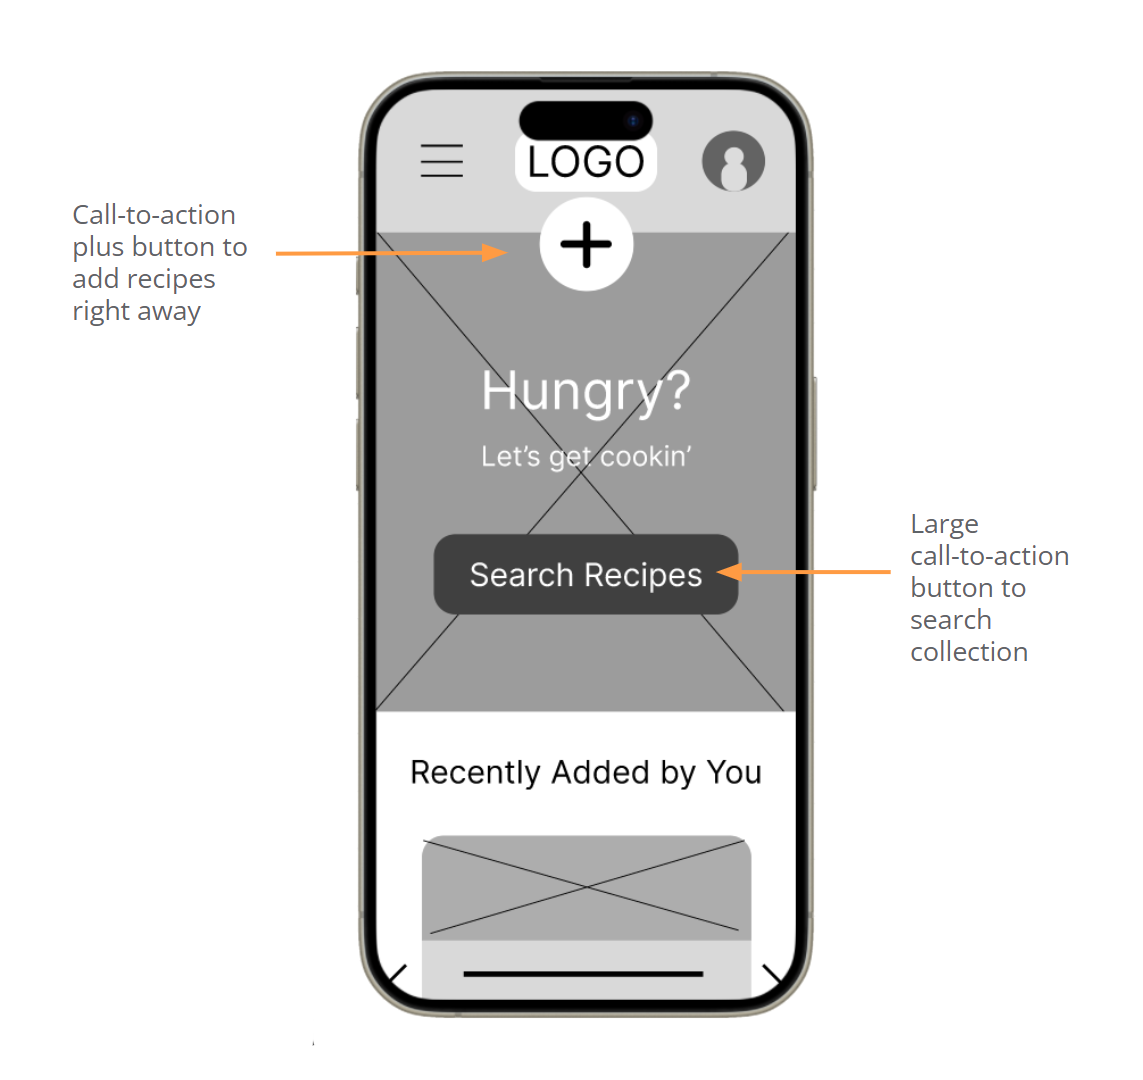 LOGO
Call-to-action
plus button to
add recipes
right away
Hungry?
Let’s get cookin’
Search Recipes
Large
call-to-action
button to
search
collection
Recently Added by You